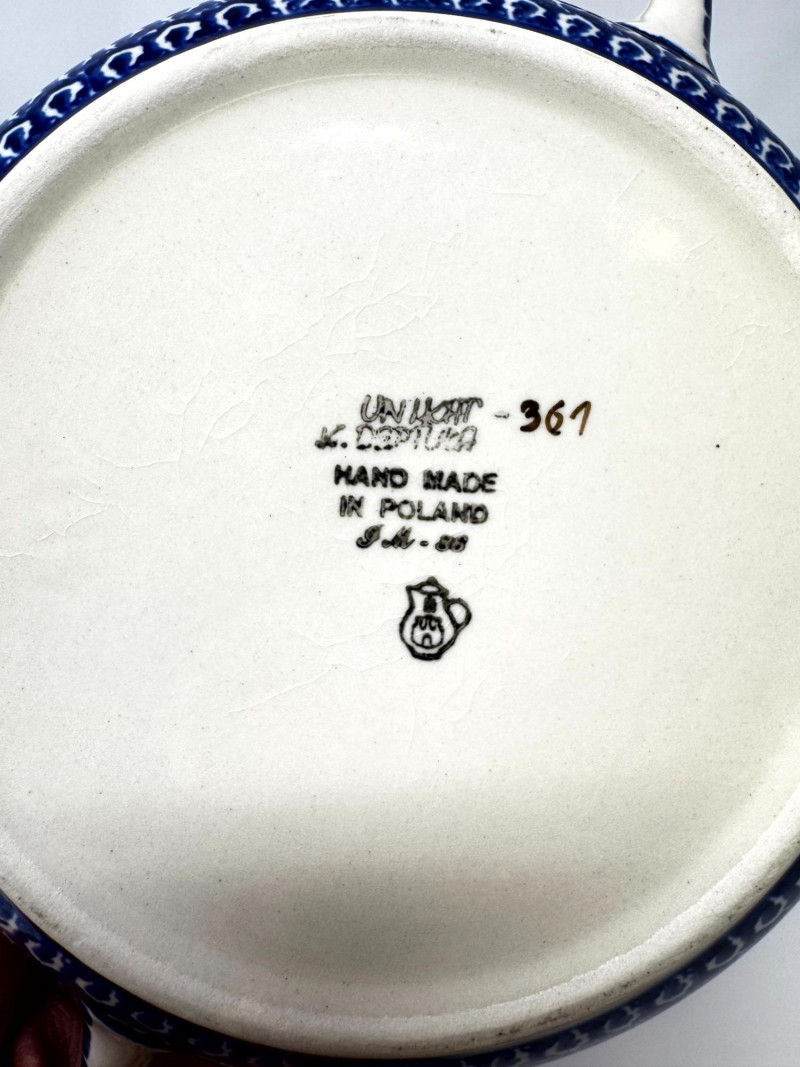 UNIKAT - 361
K. DEPTUŁA
HAND MADE
IN POLAND